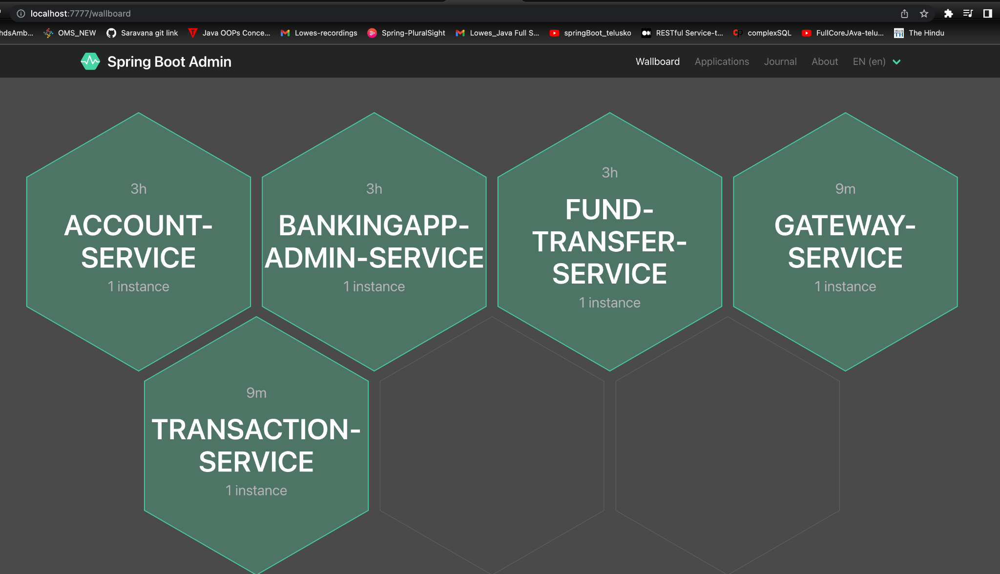 localhost:7777/wallboard
hdsAmb... OMS_NEW Saravana git link Java OOPs Conce... Lowes-recordings Spring-PluralSight Lowes_Java Full S... springBoot_telusko RESTful Service-t... complexSQL FullCoreJAva-telu... The Hindu
Spring Boot Admin Wallboard Applications Journal About EN (en)
3h
ACCOUNT-
SERVICE
1 instance
3h
BANKINGAPP-
ADMIN-SERVICE
1 instance
3h
FUND-
TRANSFER-
SERVICE
1 instance
9m
GATEWAY-
SERVICE
1 instance
9m
TRANSACTION-
SERVICE
1 instance